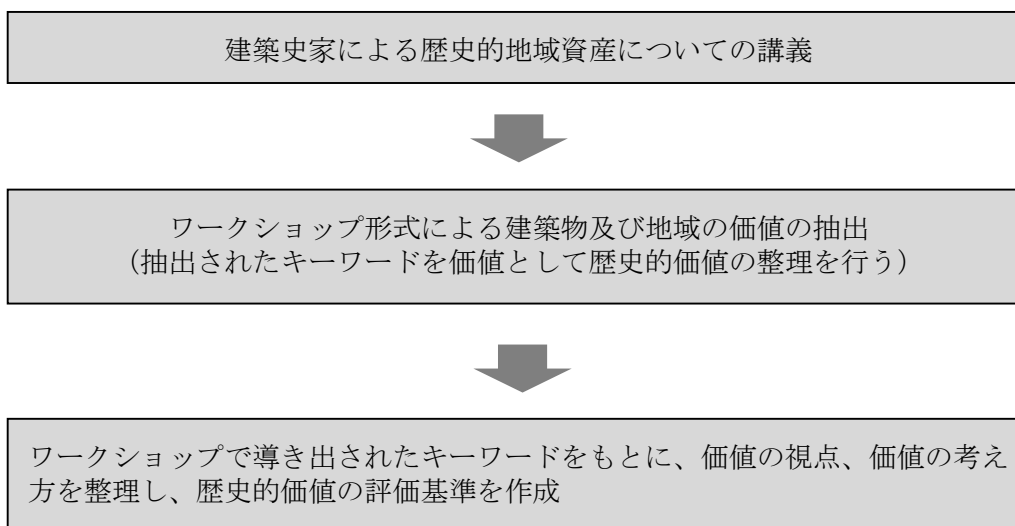 建築史家による歴史的地域資産についての講義
ワークショップ形式による建築物及び地域の価値の抽出
（抽出されたキーワードを価値として歴史的価値の整理を行う）
ワークショップで導き出されたキーワードをもとに、価値の視点、価値の考え
方を整理し、歴史的価値の評価基準を作成